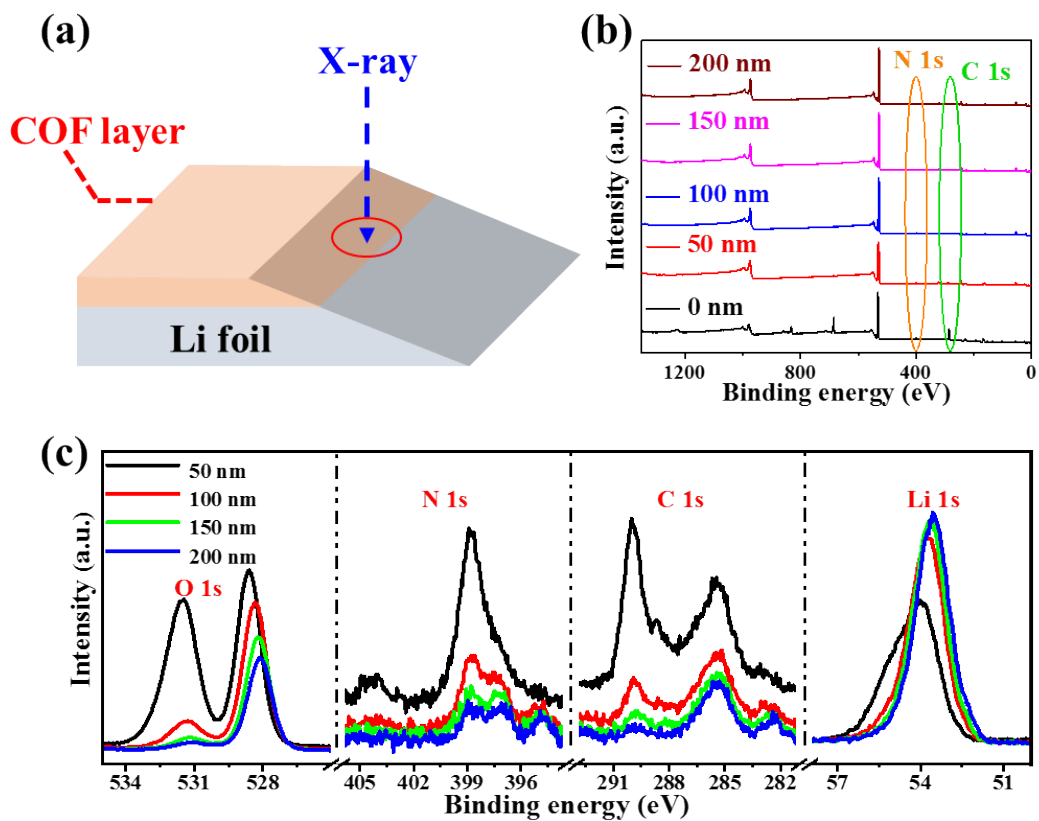 (a)
X-ray
COF layer
Li foil
(b)
N 1s
C 1s
200 nm
150 nm
100 nm
50 nm
0 nm
Intensity (a.u.)
1200 800 400 0
Binding energy (eV)
(c)
50 nm
100 nm
150 nm
200 nm
O 1s
N 1s
C 1s
Li 1s
Intensity (a.u.)
534 531 528 405 402 399 396 291 288 285 282 57 54 51
Binding energy (eV)